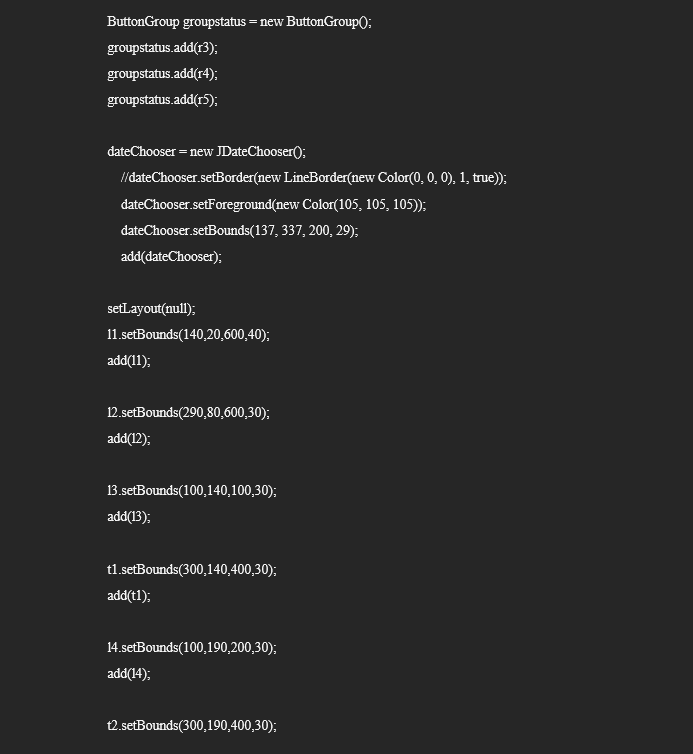 ButtonGroup groupstatus = new ButtonGroup();
groupstatus.add(r3);
groupstatus.add(r4);
groupstatus.add(r5);
dateChooser = new JDateChooser();
//dateChooser.setBorder(new LineBorder(new Color(0, 0, 0), 1, true));
dateChooser.setForeground(new Color(105, 105, 105));
dateChooser.setBounds(137, 337, 200, 29);
add(dateChooser);
setLayout(null);
l1.setBounds(140,20,600,40);
add(l1);
l2.setBounds(290,80,600,30);
add(l2);
l3.setBounds(100,140,100,30);
add(l3);
t1.setBounds(300,140,400,30);
add(t1);
l4.setBounds(100,190,200,30);
add(l4);
t2.setBounds(300,190,400,30);